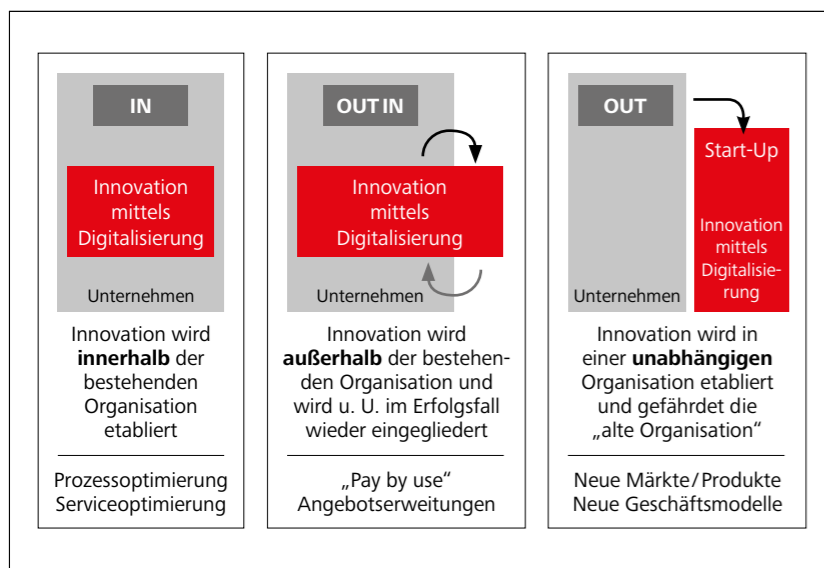 IN
Innovation
mittels
Digitalisierung
Unternehmen
Innovation wird
innerhalb der
bestehenden
Organisation
etabliert
Prozessoptimierung
Serviceoptimierung
OUT IN
Innovation
mittels
Digitalisierung
Unternehmen
Innovation wird
außerhalb der bestehen-
den Organisation und
wird u. U. im Erfolgsfall
wieder eingegliedert
„Pay by use“
Angebotserweitungen
OUT
Start-Up
Innovation
mittels
Digitalisie-
rung
Unternehmen
Innovation wird in
einer unabhängigen
Organisation etabliert
und gefährdet die
„alte Organisation“
Neue Märkte/Produkte
Neue Geschäftsmodelle